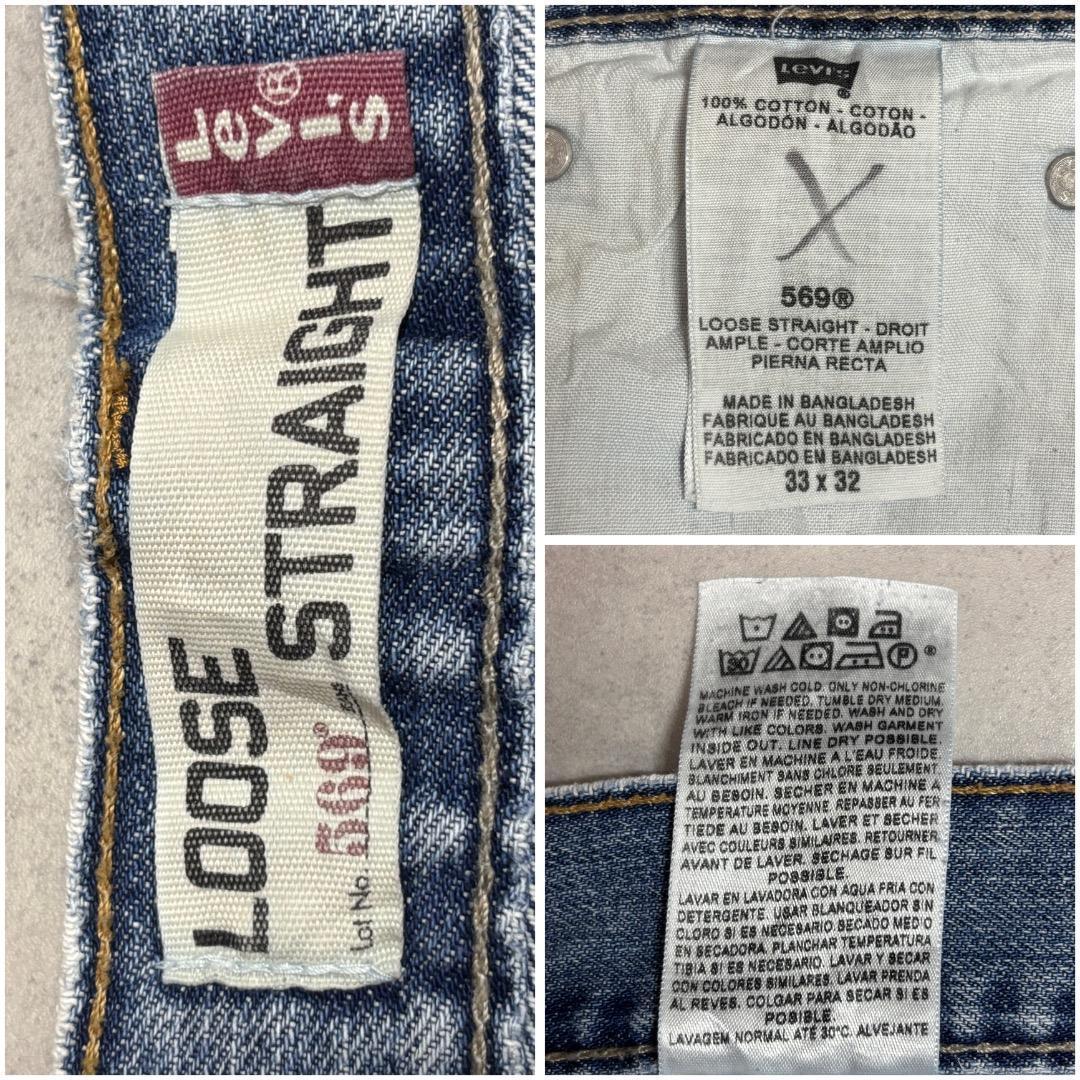 Levi's®
LOOSE
STRAIGHT
Lot No. 569®
LEVI'S®
100% COTTON - COTON -
ALGODÓN - ALGODÃO
X
569®
LOOSE STRAIGHT - DROIT
AMPLE - CORTE AMPLIO
PIERNA RECTA
MADE IN BANGLADESH
FABRIQUE AU BANGLADESH
FABRICADO EN BANGLADESH
FABRICADO EM BANGLADESH
33 x 32
30 P ®
MACHINE WASH COLD. ONLY NON-CHLORINE
BLEACH IF NEEDED. TUMBLE DRY MEDIUM.
WARM IRON IF NEEDED. WASH AND DRY
WITH LIKE COLORS. WASH GARMENT
INSIDE OUT. LINE DRY POSSIBLE.
LAVER EN MACHINE A L'EAU FROIDE
BLANCHIMENT SANS CHLORE SEULEMENT
AU BESOIN. SECHER EN MACHINE A
TEMPERATURE MOYENNE. REPASSER AU FER
TIEDE AU BESOIN. LAVER ET SECHER
AVEC COULEURS SIMILAIRES. RETOURNER
AVANT DE LAVER. SECHAGE SUR FIL
POSSIBLE.
LAVAR EN LAVADORA CON AGUA FRIA CON
DETERGENTE. USAR BLANQUEADOR SIN
CLORO SI ES NECESARIO. SECADO MEDIO
EN SECADORA. PLANCHAR TEMPERATURA
TIBIA SI ES NECESARIO. LAVAR Y SECAR
CON COLORES SIMILARES. LAVAR PRENDA
AL REVES. COLGAR PARA SECAR SI ES
POSIBLE.
LAVAGEM NORMAL ATÉ 30°C. ALVEJANTE